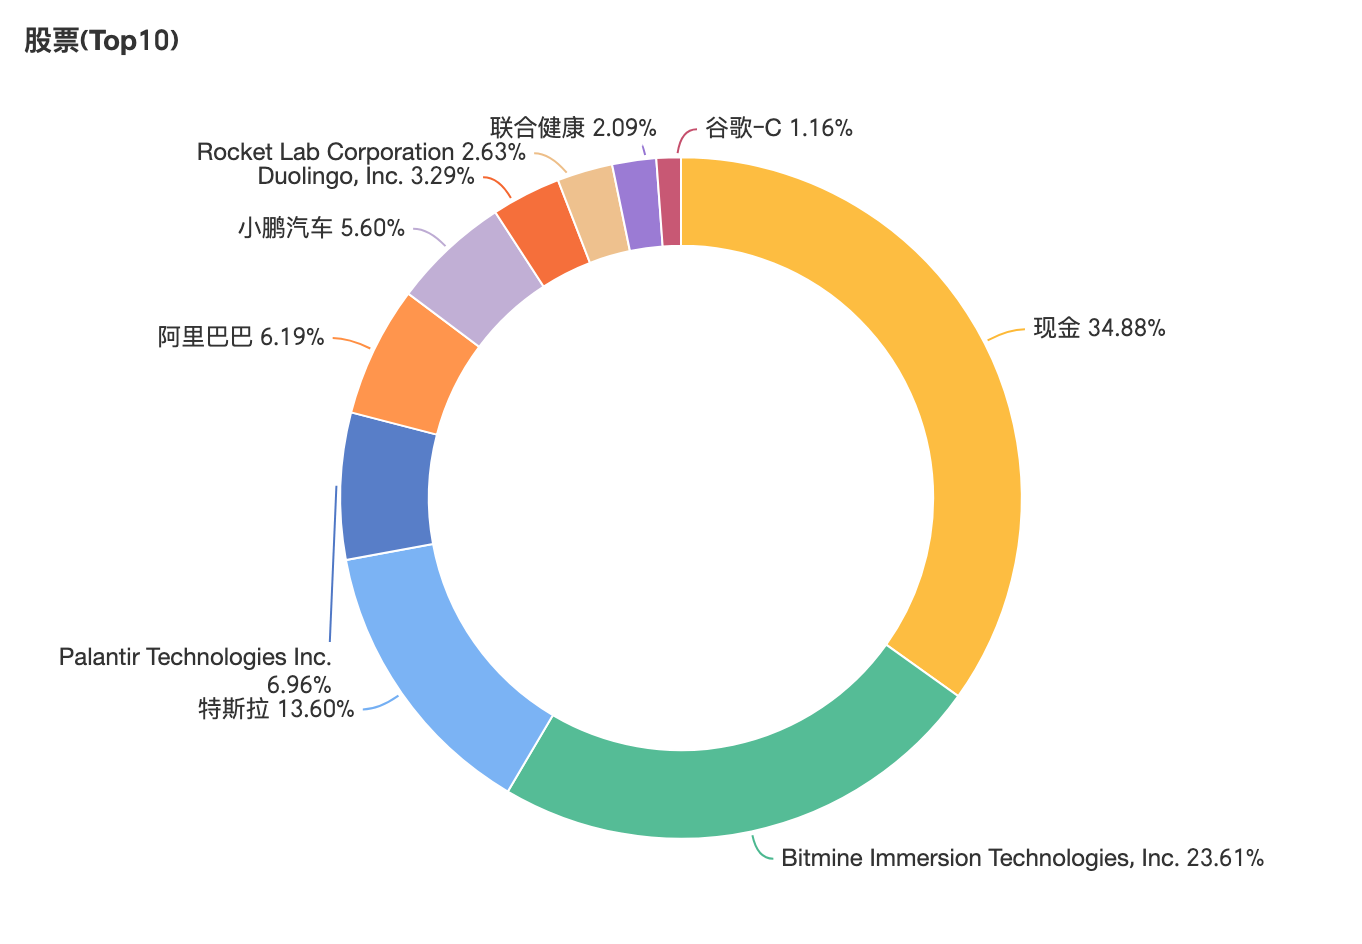 股票(Top10)
联合健康 2.09%
谷歌-C 1.16%
Rocket Lab Corporation 2.63%
Duolingo, Inc. 3.29%
小鹏汽车 5.60%
现金 34.88%
阿里巴巴 6.19%
Palantir Technologies Inc.
6.96%
特斯拉 13.60%
Bitmine Immersion Technologies, Inc. 23.61%